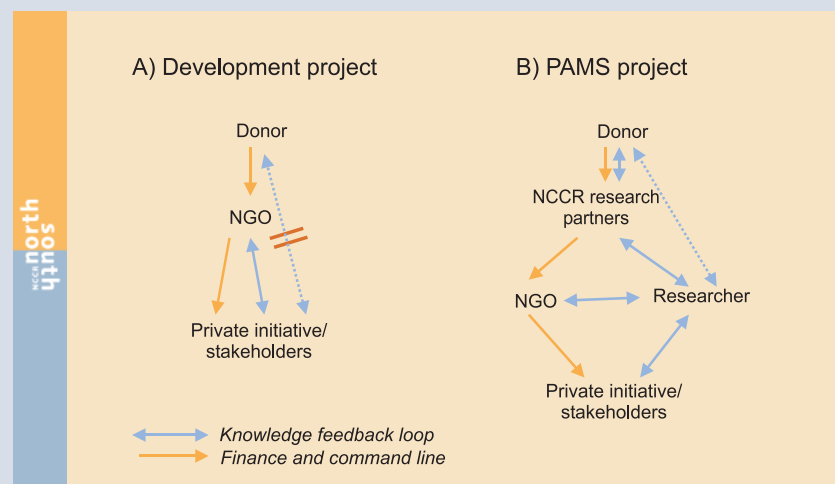 NCCR north
south
A) Development project
Donor
NGO
Private initiative/
stakeholders
B) PAMS project
Donor
NCCR research
partners
NGO
Researcher
Private initiative/
stakeholders
Knowledge feedback loop
Finance and command line